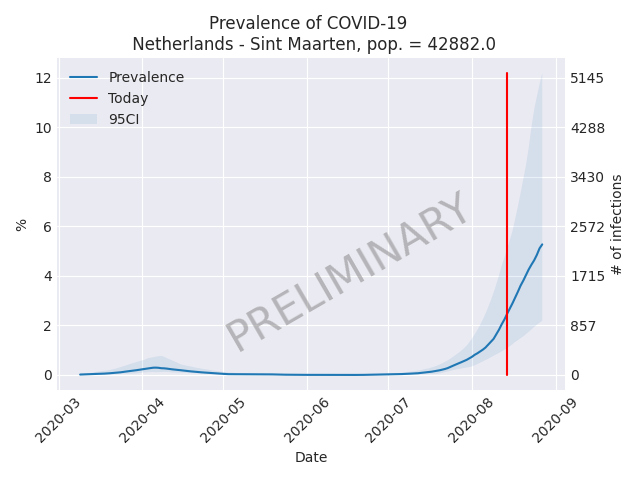 Prevalence of COVID-19
Netherlands - Sint Maarten, pop. = 42882.0
Prevalence
Today
95CI
12
10
8
6
4
2
0
%
5145
4288
3430
2572
1715
857
0
# of infections
PRELIMINARY
2020-03
2020-04
2020-05
2020-06
2020-07
2020-08
2020-09
Date